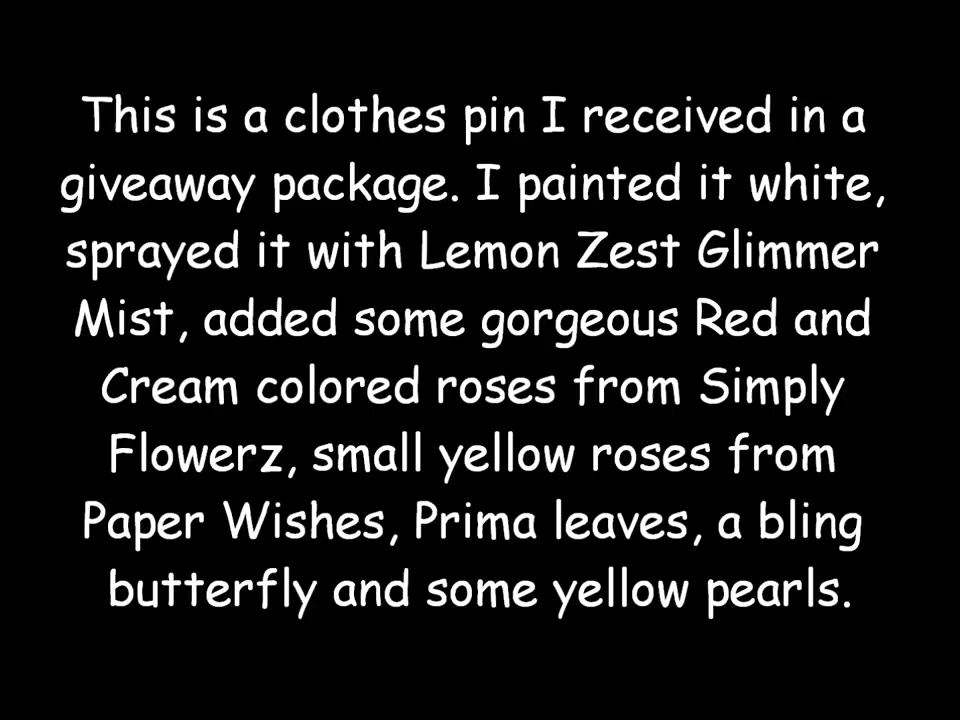 This is a clothes pin I received in a
giveaway package. I painted it white,
sprayed it with Lemon Zest Glimmer
Mist, added some gorgeous Red and
Cream colored roses from Simply
Flowerz, small yellow roses from
Paper Wishes, Prima leaves, a bling
butterfly and some yellow pearls.